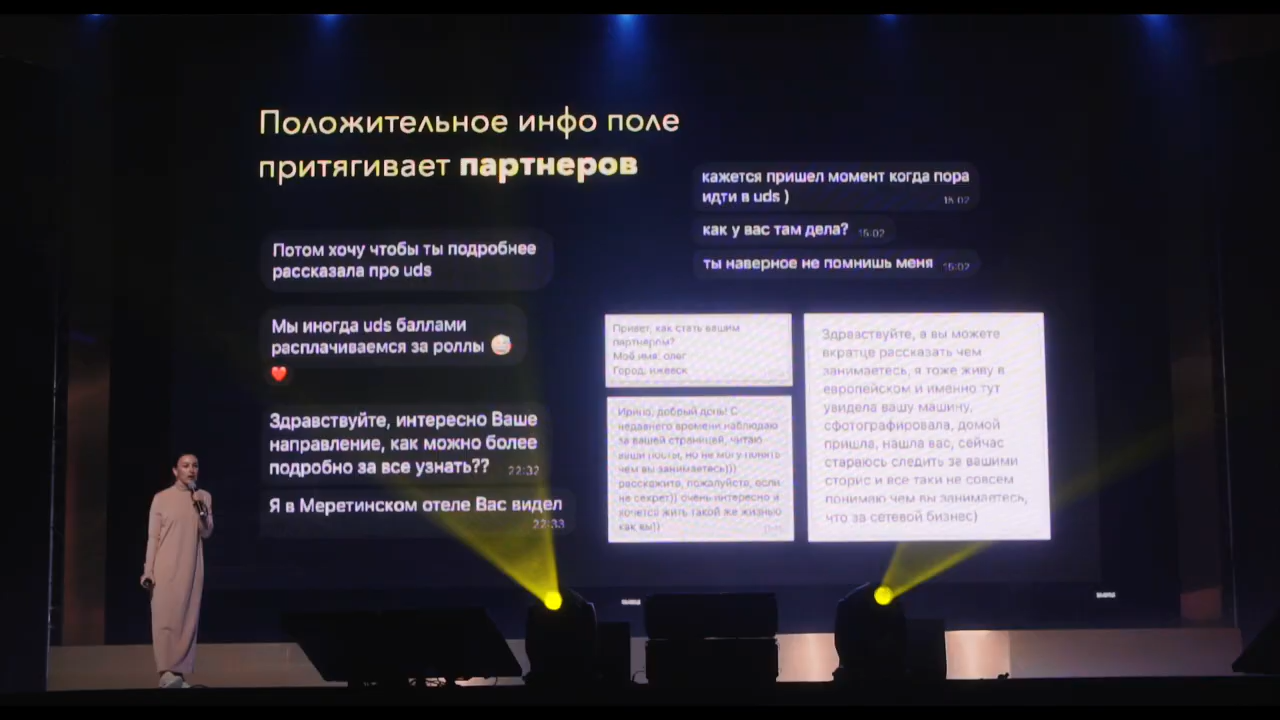 Положительное инфо поле
притягивает партнеров
Потом хочу чтобы ты подробнее
рассказала про uds
Мы иногда uds баллами
расплачиваемся за роллы 😅
❤️
Здравствуйте, интересно Ваше
направление, как можно более
подробно за все узнать?? 22:32
Я в Меретинском отеле Вас видел
22:33
кажется пришел момент когда пора
идти в uds ) 15:02
как у вас там дела? 15:02
ты наверное не помнишь меня 15:02
Привет, как стать вашим
партнёром?
Моё имя: олег
Город: ижевск
Ирина, добрый день! С
недавнего времени наблюдаю
за вашей страницей, читаю
ваши посты, но не могу понять
чем вы занимаетесь)))
расскажите, пожалуйста, если
не секрет)) очень интересно и
хочется жить такой же жизнью
как вы))
Здравствуйте, а вы можете
вкратце рассказать чем
занимаетесь, я тоже живу в
европейском и именно тут
увидела вашу машину,
сфотографировала, домой
пришла, нашла вас, сейчас
стараюсь следить за вашими
сторис и все таки не совсем
понимаю чем вы занимаетесь,
что за сетевой бизнес)